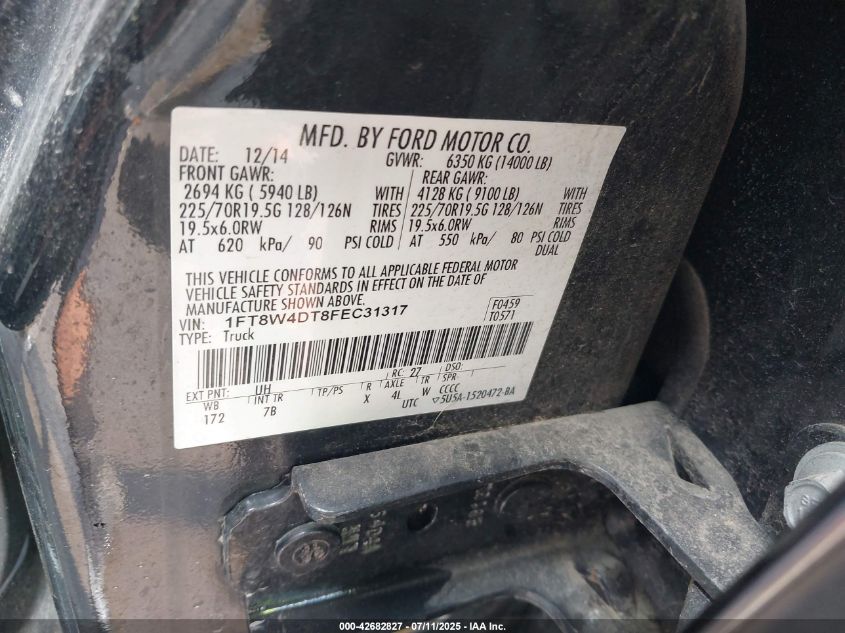 MFD. BY FORD MOTOR CO.
DATE: 12/14 GVWR: 6350 KG (14000 LB)
FRONT GAWR: REAR GAWR:
2694 KG ( 5940 LB) WITH 4128 KG ( 9100 LB) WITH
225/70R19.5G 128/126N TIRES 225/70R19.5G 128/126N TIRES
19.5x6.0RW RIMS 19.5x6.0RW RIMS
AT 620 kPa/ 90 PSI COLD AT 550 kPa/ 80 PSI COLD
DUAL
THIS VEHICLE CONFORMS TO ALL APPLICABLE FEDERAL MOTOR
VEHICLE SAFETY STANDARDS IN EFFECT ON THE DATE OF
MANUFACTURE SHOWN ABOVE.
VIN: 1FT8W4DT8FEC31317 F0459
TYPE: Truck T0571
EXT PNT: UH RC: 27 DSO:
WB INT TR TP/PS R AXLE TR SPR
172 7B X 4L W CCCC
UTC ▽5U5A-1520472-BA
000-42682827 - 07/11/2025 - IAA Inc.